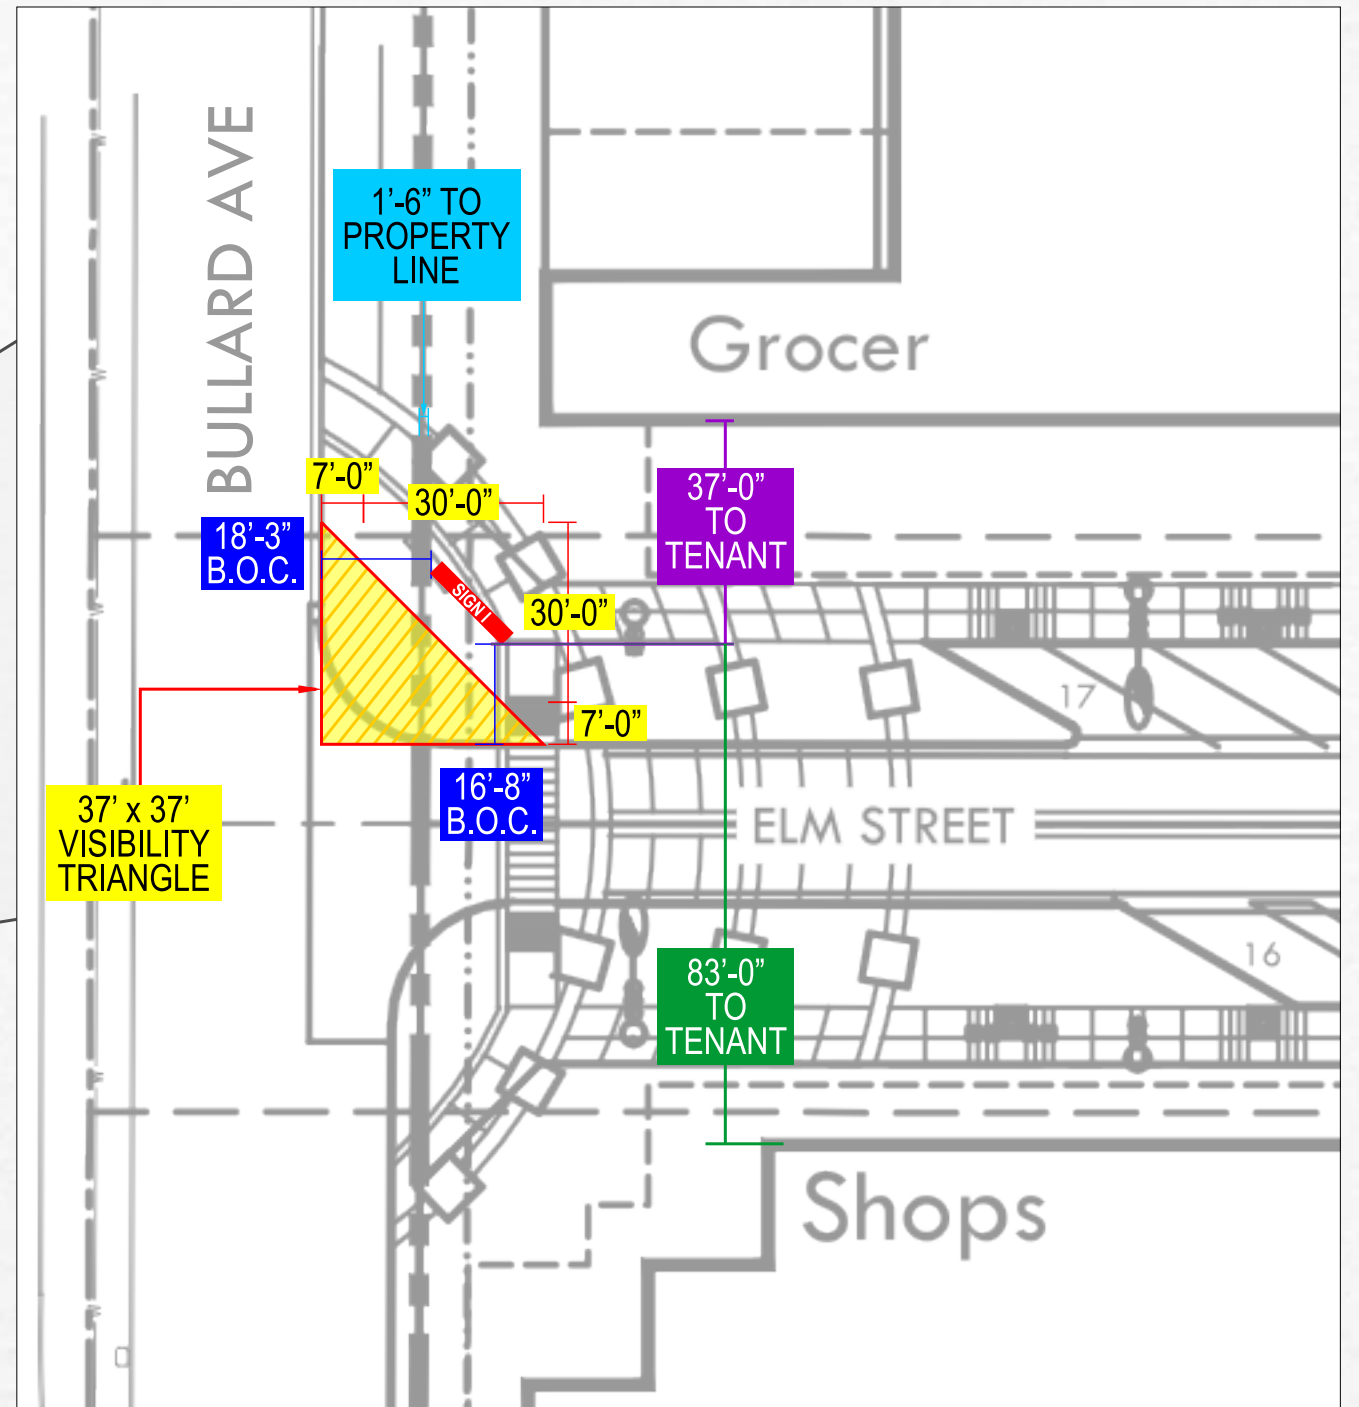 BULLARD AVE
1’-6” TO
PROPERTY
LINE
Grocer
7’-0”
30’-0”
37’-0”
TO
TENANT
18’-3”
B.O.C.
SIGN I
30’-0”
17
7’-0”
16’-8”
B.O.C.
37’ x 37’
VISIBILITY
TRIANGLE
ELM STREET
16
83’-0”
TO
TENANT
Shops